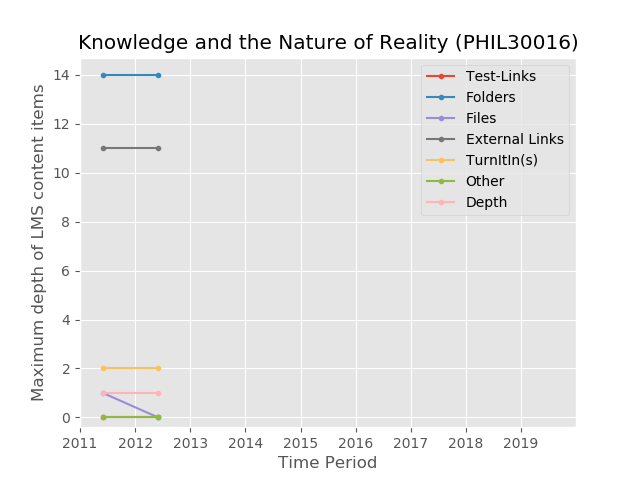 Knowledge and the Nature of Reality (PHIL30016)
Test-Links
Folders
Files
External Links
TurnItIn(s)
Other
Depth
Maximum depth of LMS content items
14
12
10
8
6
4
2
0
2011 2012 2013 2014 2015 2016 2017 2018 2019
Time Period